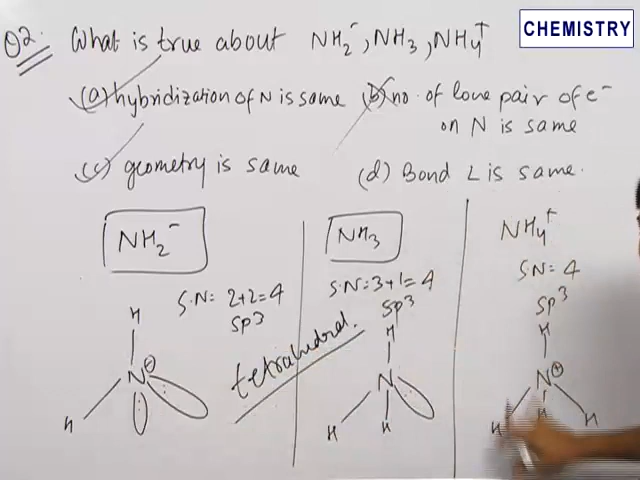 CHEMISTRY
Q2. What is true about NH2⁻, NH3, NH4⁺
(a) hybridization of N is same (b) no. of lone pair of e⁻
on N is same
(c) geometry is same (d) Bond ∠ is same.
NH2⁻ NH3 NH4⁺
S.N= 2+2=4 S.N=3+1=4 S.N=4
sp3 sp3 sp3
tetrahedral.
H H H
N⊖ N N⊕
H H H H H H